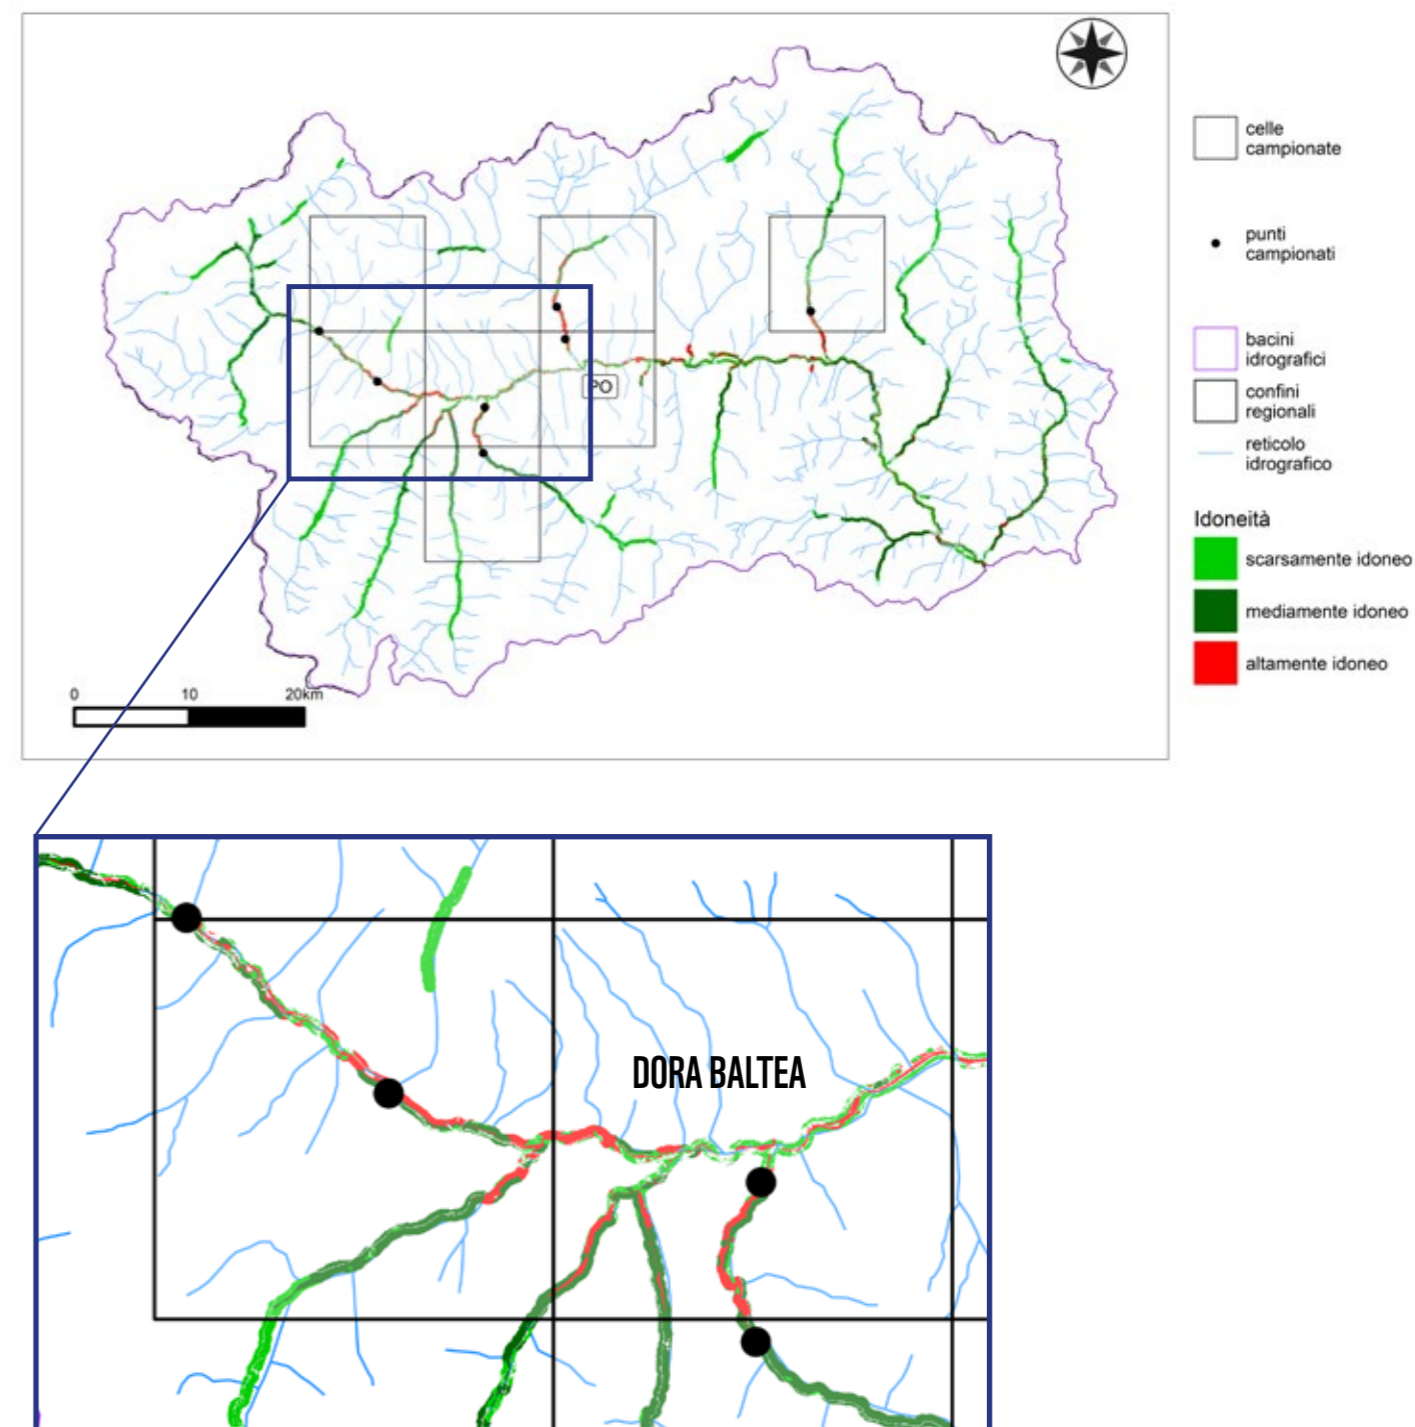 celle
campionate
punti
campionati
bacini
idrografici
confini
regionali
reticolo
idrografico
Idoneità
scarsamente idoneo
mediamente idoneo
altamente idoneo
PO
0 10 20km
DORA BALTEA